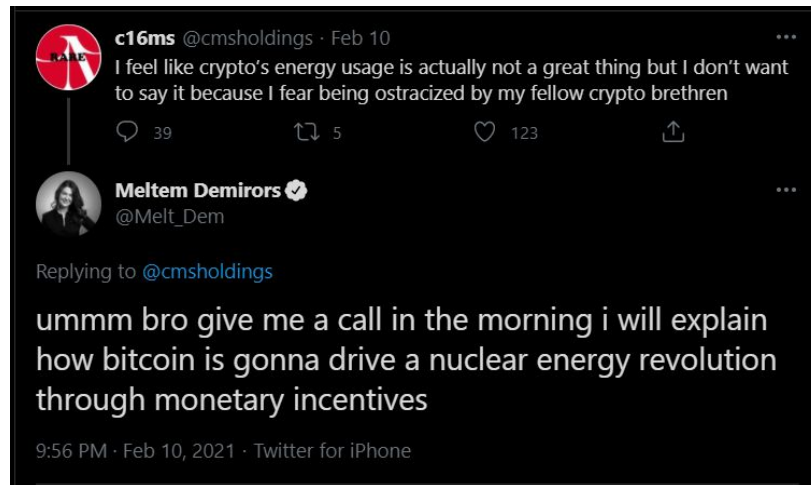 c16ms @cmsholdings · Feb 10
RARE
I feel like crypto's energy usage is actually not a great thing but I don't want
to say it because I fear being ostracized by my fellow crypto brethren
39 5 123
Meltem Demirors
@Melt_Dem
Replying to @cmsholdings
ummm bro give me a call in the morning i will explain
how bitcoin is gonna drive a nuclear energy revolution
through monetary incentives
9:56 PM · Feb 10, 2021 · Twitter for iPhone